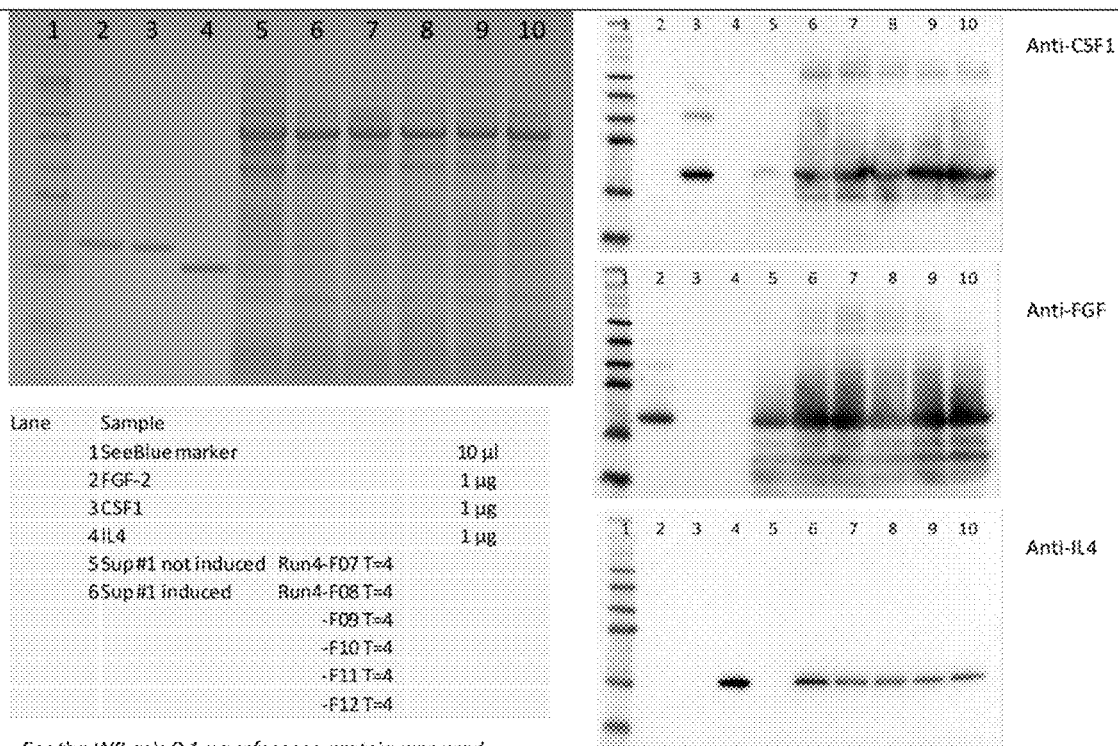 1 2 3 4 5 6 7 8 9 10
Lane Sample
1 SeeBlue marker 10 µl
2 FGF-2 1 µg
3 CSF1 1 µg
4 IL4 1 µg
5 Sup #1 not induced Run4-F07 T=4
6 Sup #1 induced Run4-F08 T=4
-F09 T=4
-F10 T=4
-F11 T=4
-F12 T=4
1 2 3 4 5 6 7 8 9 10
Anti-CSF1
1 2 3 4 5 6 7 8 9 10
Anti-FGF
1 2 3 4 5 6 7 8 9 10
Anti-IL4